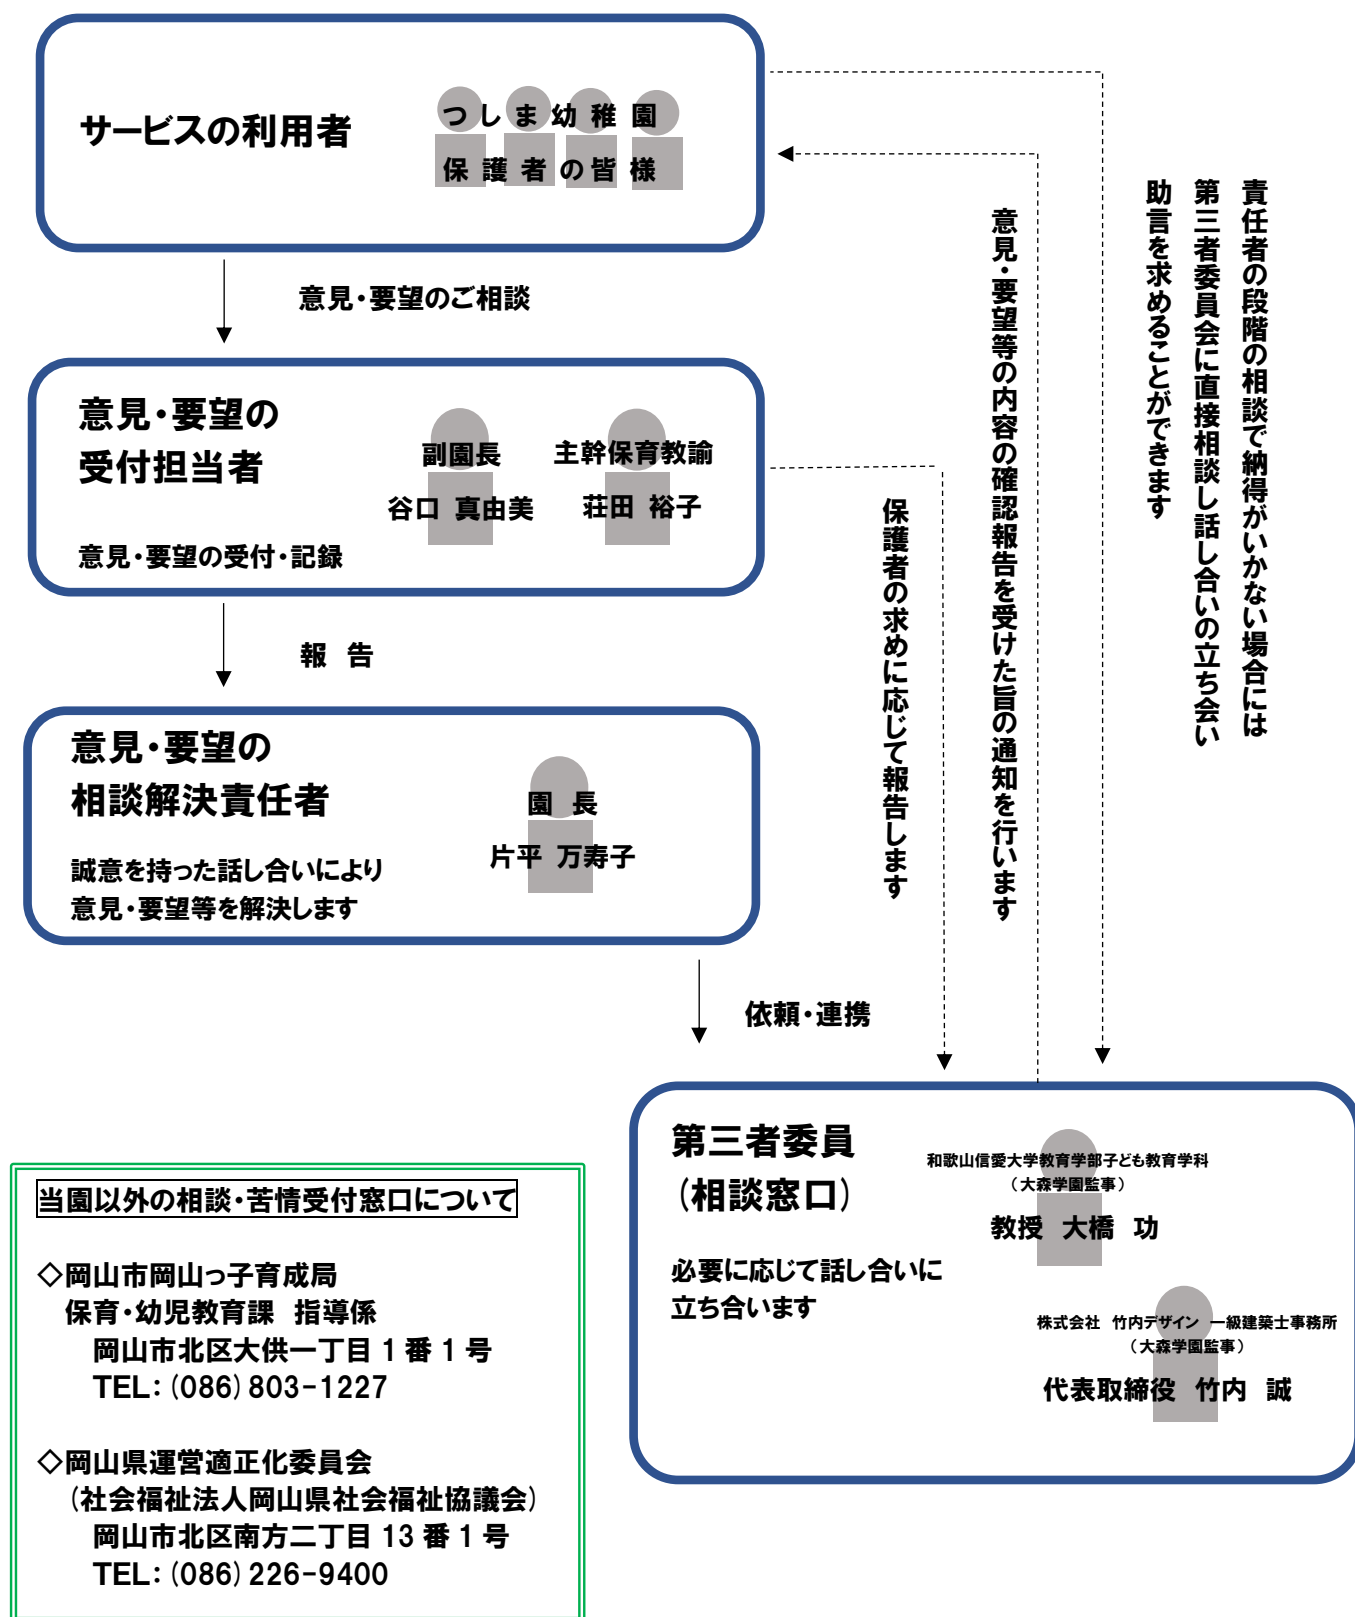 サービスの利用者
つしま幼稚園
保護者の皆様
意見・要望のご相談
意見・要望の
受付担当者
副園長
谷口 真由美
主幹保育教諭
荘田 裕子
意見・要望の受付・記録
報 告
意見・要望の
相談解決責任者
園 長
片平 万寿子
誠意を持った話し合いにより
意見・要望等を解決します
依頼・連携
責任者の段階の相談で納得がいかない場合には
第三者委員会に直接相談し話し合いの立ち会い
助言を求めることができます
意見・要望等の内容の確認報告を受けた旨の通知を行います
保護者の求めに応じて報告します
第三者委員
(相談窓口)
必要に応じて話し合いに
立ち合います
和歌山信愛大学教育学部子ども教育学科
（大森学園監事）
教授 大橋 功
株式会社 竹内デザイン 一級建築士事務所
（大森学園監事）
代表取締役 竹内 誠
当園以外の相談・苦情受付窓口について
◇岡山市岡山っ子育成局
保育・幼児教育課 指導係
岡山市北区大供一丁目1番1号
TEL：(086)803-1227
◇岡山県運営適正化委員会
(社会福祉法人岡山県社会福祉協議会)
岡山市北区南方二丁目13番1号
TEL：(086)226-9400